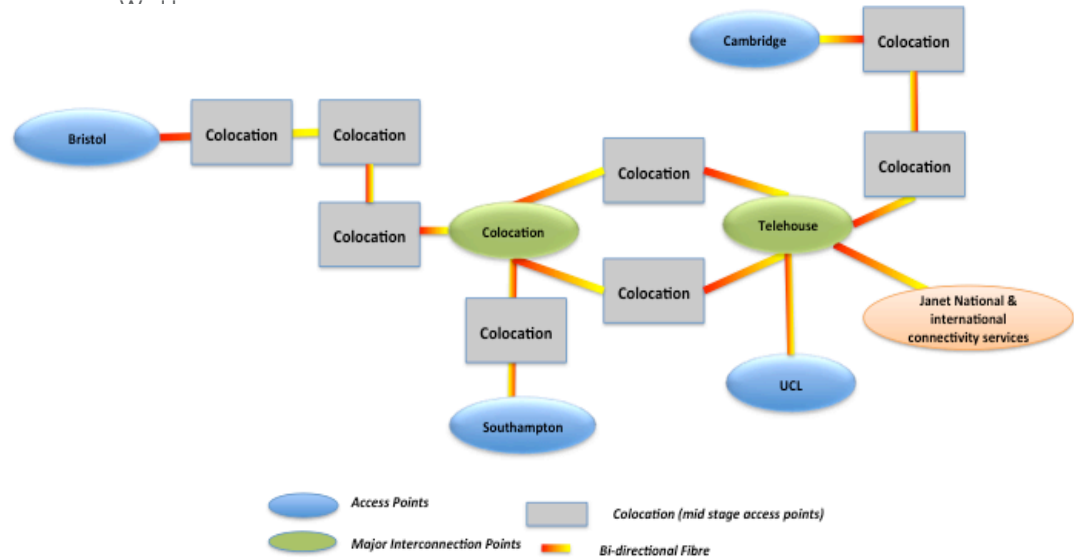 Cambridge
Colocation
Bristol
Colocation
Colocation
Colocation
Colocation
Colocation
Colocation
Telehouse
Colocation
Colocation
Janet National &
international
connectivity services
UCL
Southampton
Access Points
Colocation (mid stage access points)
Major Interconnection Points
Bi-directional Fibre